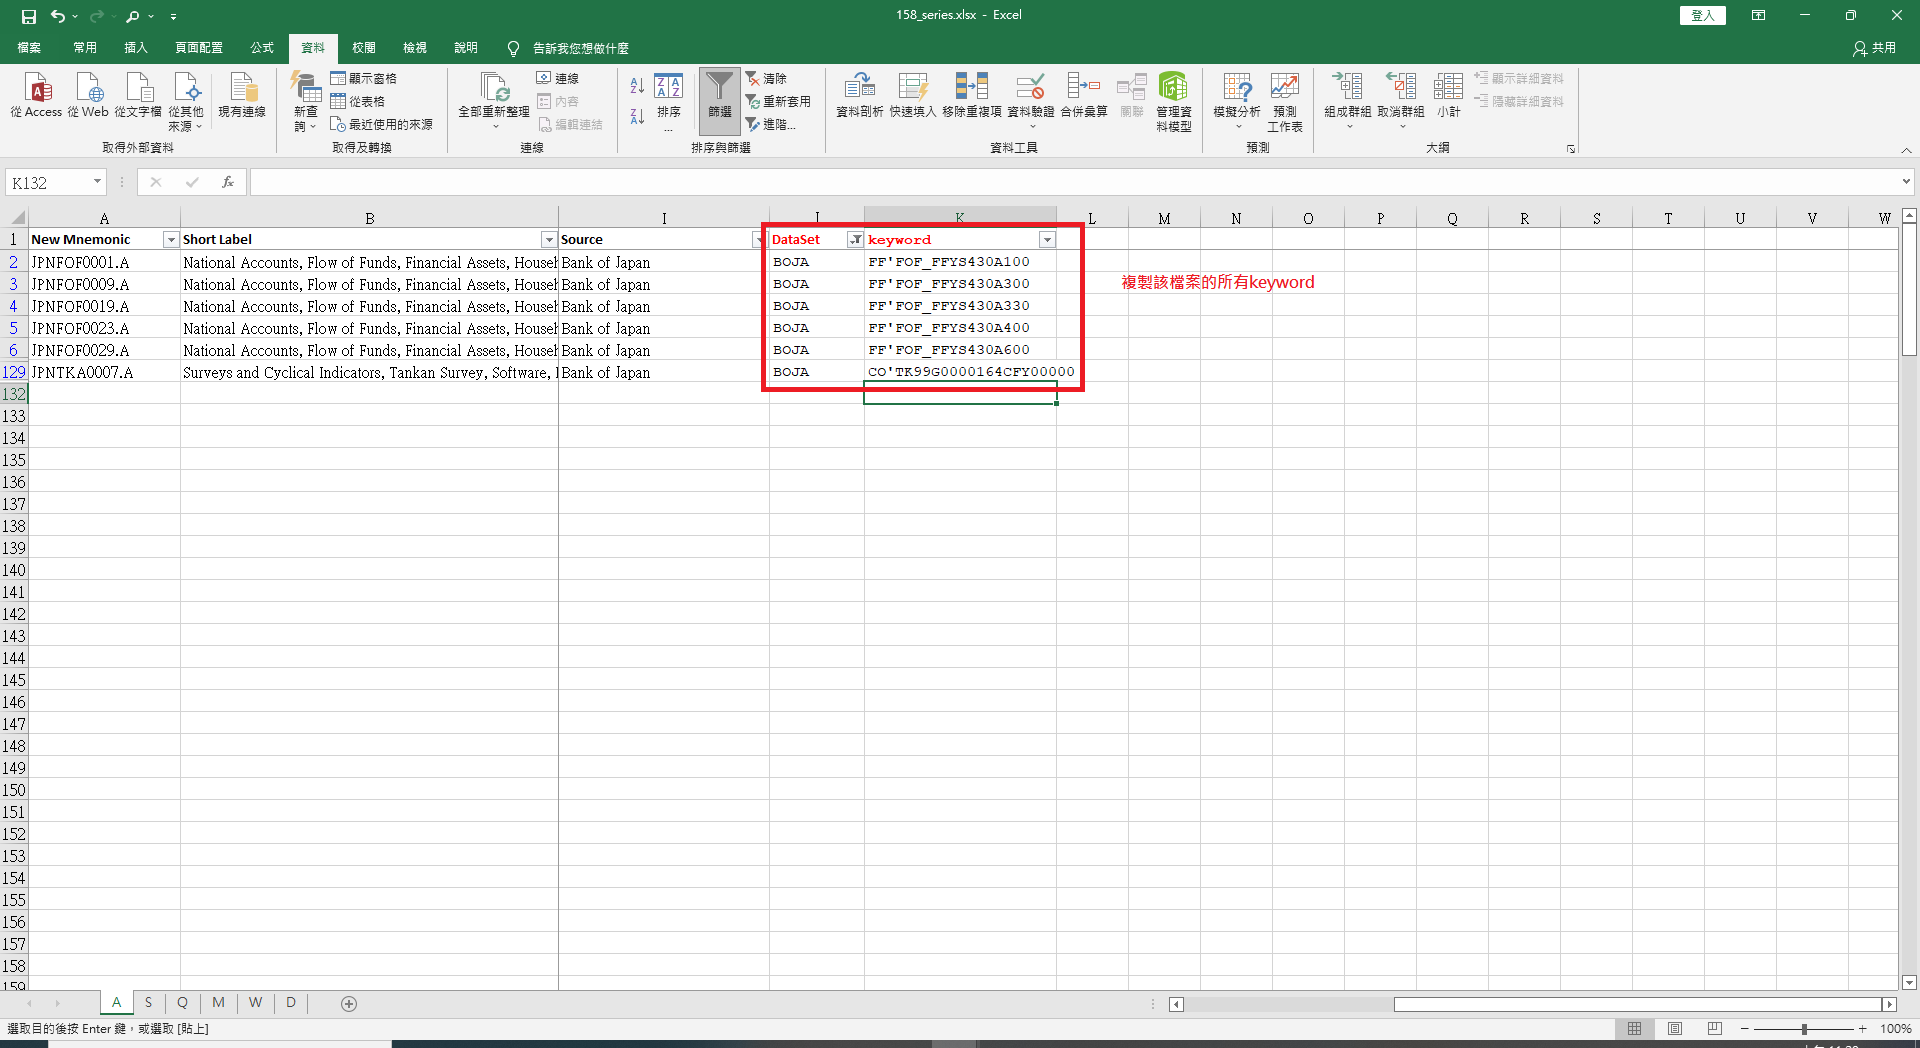 158_series.xlsx - Excel
登入
檔案 常用 插入 頁面配置 公式 資料 校閱 檢視 說明 告訴我您想做什麼 共用
從 Access 從 Web 從文字檔 從其他來源 現有連線
取得外部資料
新查詢 顯示窗格
從表格
最近使用的來源
取得及轉換
全部重新整理 連線
內容
編輯連結
連線
排序... 篩選 清除
重新套用
進階...
排序與篩選
資料剖析 快速填入 移除重複項 資料驗證 合併彙算 關聯 管理資料模型
資料工具
模擬分析 預測工作表
預測
組成群組 取消群組 小計 顯示詳細資料
隱藏詳細資料
大綱
K132 fx
A B I J K L M N O P Q R S T U V W
1 New Mnemonic Short Label Source DataSet keyword
2 JPNFOF0001.A National Accounts, Flow of Funds, Financial Assets, Househ Bank of Japan BOJA FF'FOF_FFYS430A100
3 JPNFOF0009.A National Accounts, Flow of Funds, Financial Assets, Househ Bank of Japan BOJA FF'FOF_FFYS430A300
複製該檔案的所有keyword
4 JPNFOF0019.A National Accounts, Flow of Funds, Financial Assets, Househ Bank of Japan BOJA FF'FOF_FFYS430A330
5 JPNFOF0023.A National Accounts, Flow of Funds, Financial Assets, Househ Bank of Japan BOJA FF'FOF_FFYS430A400
6 JPNFOF0029.A National Accounts, Flow of Funds, Financial Assets, Househ Bank of Japan BOJA FF'FOF_FFYS430A600
129 JPNTKA0007.A Surveys and Cyclical Indicators, Tankan Survey, Software, Bank of Japan BOJA CO'TK99G0000164CFY00000
132
133
134
135
136
137
138
139
140
141
142
143
144
145
146
147
148
149
150
151
152
153
154
155
156
157
158
159
A S Q M W D
選取目的後按 Enter 鍵，或選取 [貼上]
100%